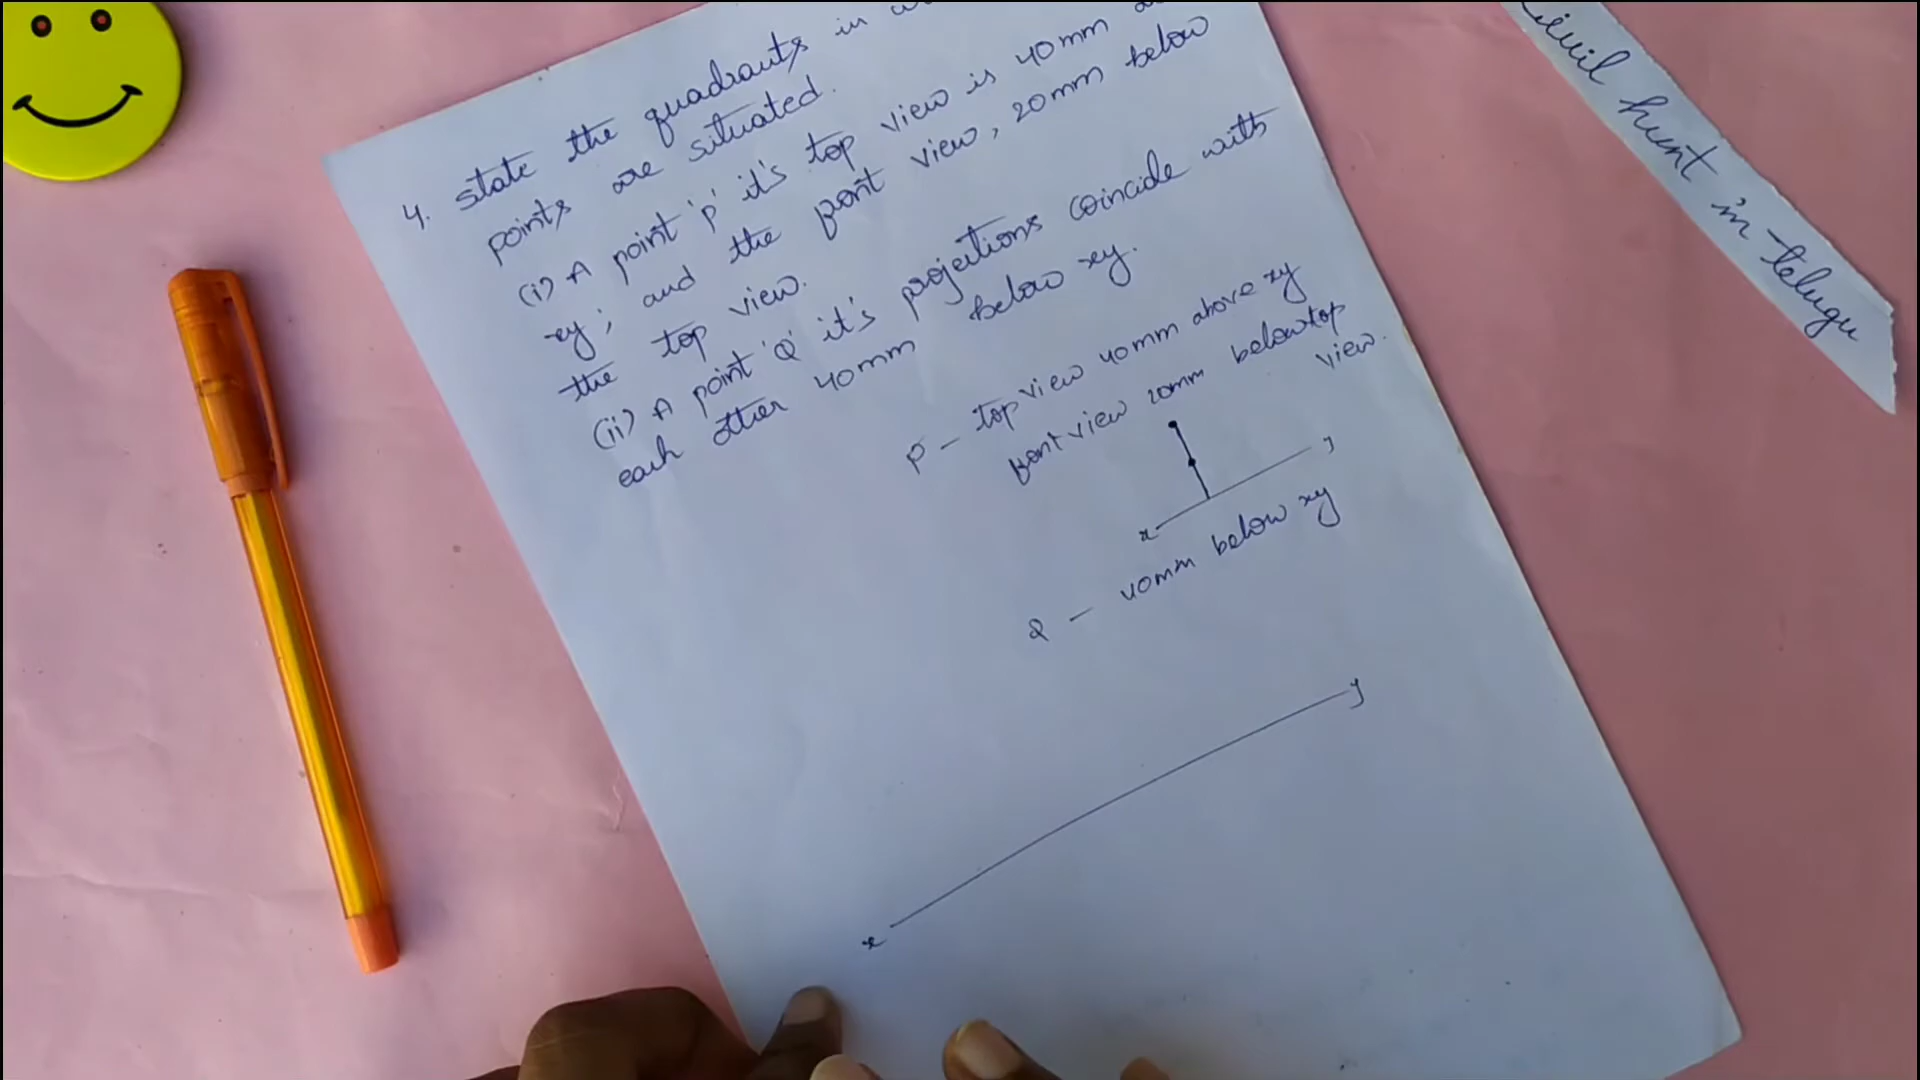 4. state the quadrants in
points are situated.
(i) A point 'P' it's top view is 40mm
xy; and the front view, 20mm below
the top view.
(ii) A point 'Q' it's projections coincide with
each other 40mm below xy.
P - top view 40mm above xy
front view 20mm below top
view.
x y
Q - 40mm below xy
x y
civil hunt in telugu